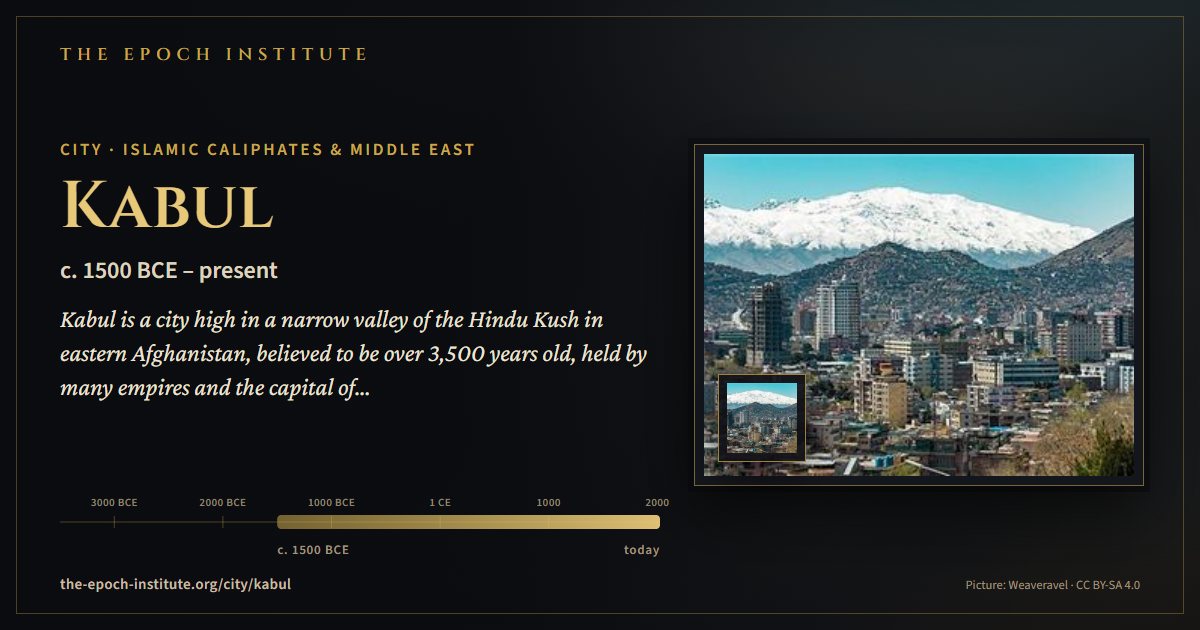 THE EPOCH INSTITUTE
CITY · ISLAMIC CALIPHATES & MIDDLE EAST
KABUL
c. 1500 BCE – present
Kabul is a city high in a narrow valley of the Hindu Kush in
eastern Afghanistan, believed to be over 3,500 years old, held by
many empires and the capital of...
3000 BCE 2000 BCE 1000 BCE 1 CE 1000 2000
c. 1500 BCE today
the-epoch-institute.org/city/kabul
Picture: Weaveravel · CC BY-SA 4.0